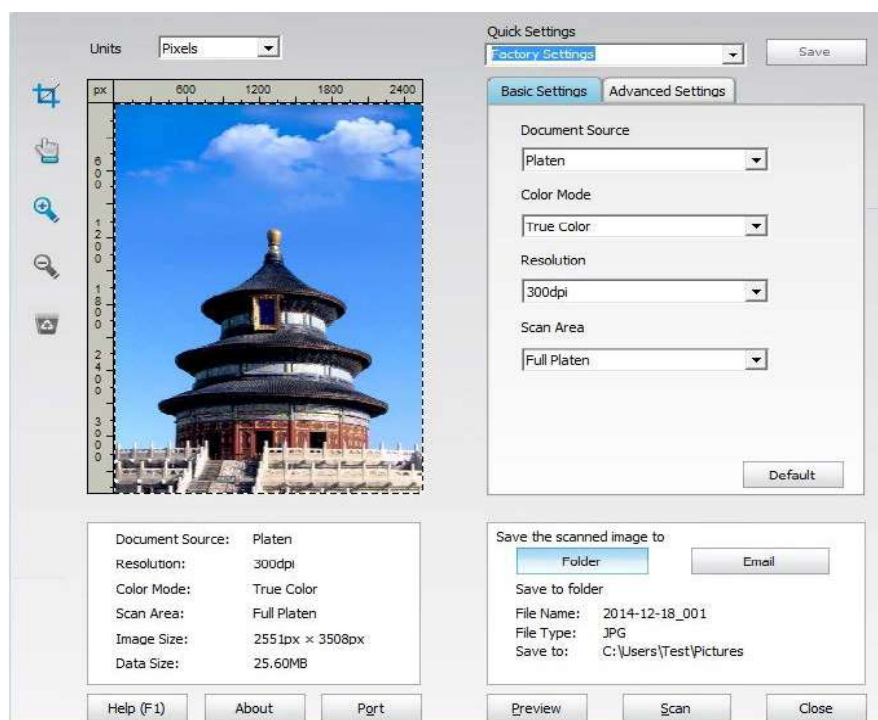 Units Pixels
Quick Settings
Factory Settings Save
px 600 1200 1800 2400
600
1200
1800
2400
3000
Basic Settings Advanced Settings
Document Source
Platen
Color Mode
True Color
Resolution
300dpi
Scan Area
Full Platen
Default
Document Source: Platen
Resolution: 300dpi
Color Mode: True Color
Scan Area: Full Platen
Image Size: 2551px × 3508px
Data Size: 25.60MB
Save the scanned image to
Folder Email
Save to folder
File Name: 2014-12-18_001
File Type: JPG
Save to: C:\Users\Test\Pictures
Help (F1) About Port Preview Scan Close